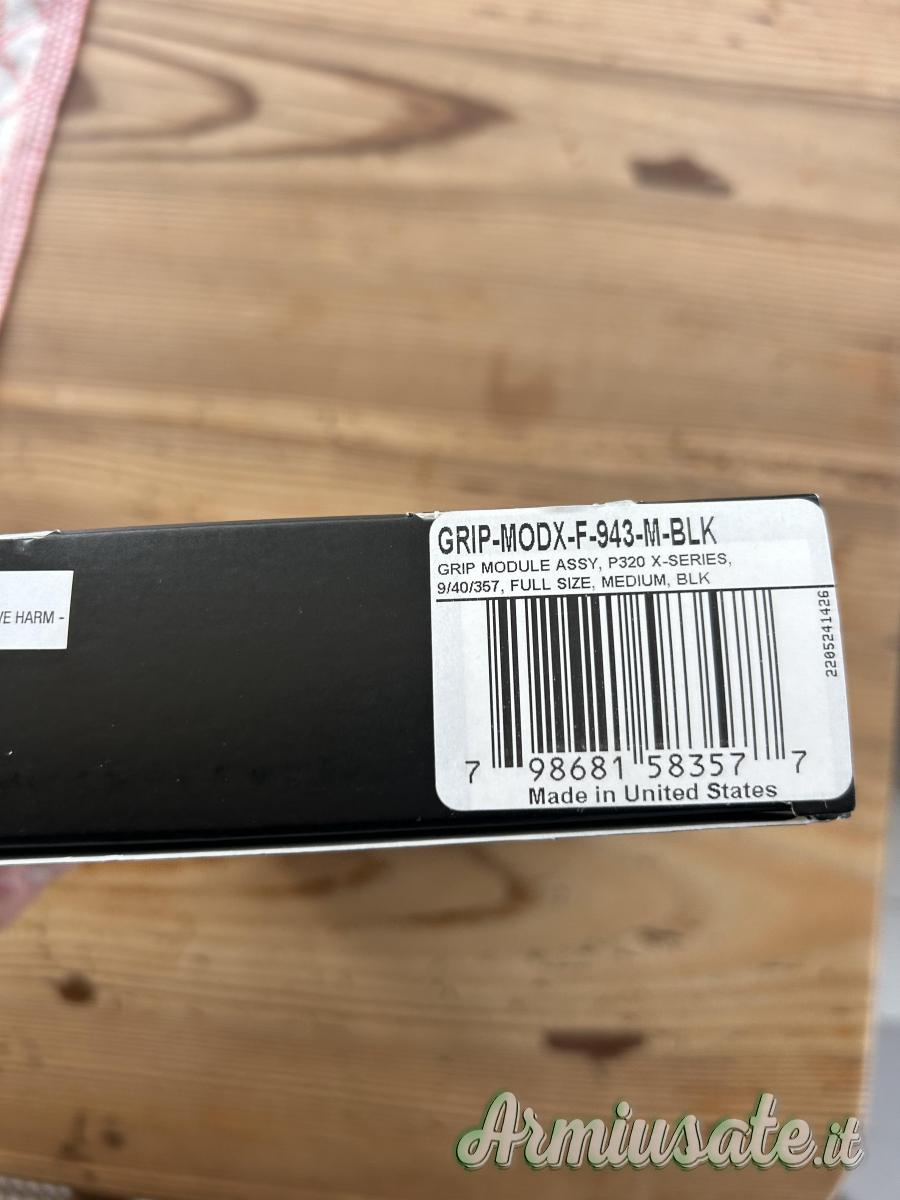 GRIP-MODX-F-943-M-BLK
GRIP MODULE ASSY, P320 X-SERIES,
9/40/357, FULL SIZE, MEDIUM, BLK
2205241426
VE HARM -
7 98681 58357 7
Made in United States
Armiusate.it